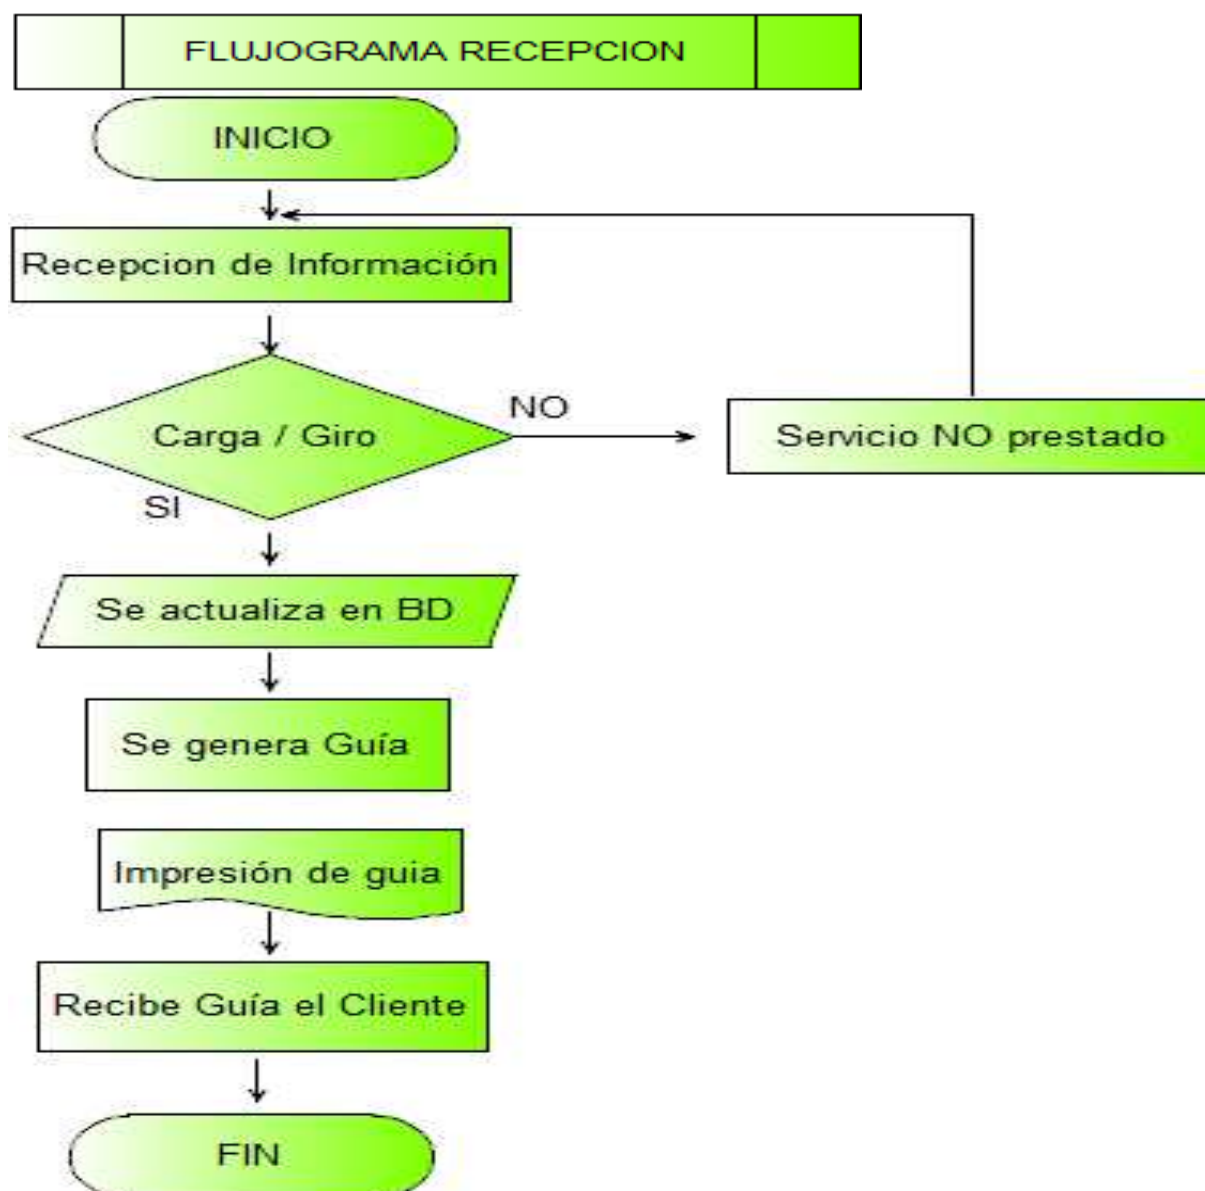 FLUJOGRAMA RECEPCION
INICIO
Recepcion de Información
Carga / Giro
NO
Servicio NO prestado
SI
Se actualiza en BD
Se genera Guía
Impresión de guia
Recibe Guía el Cliente
FIN